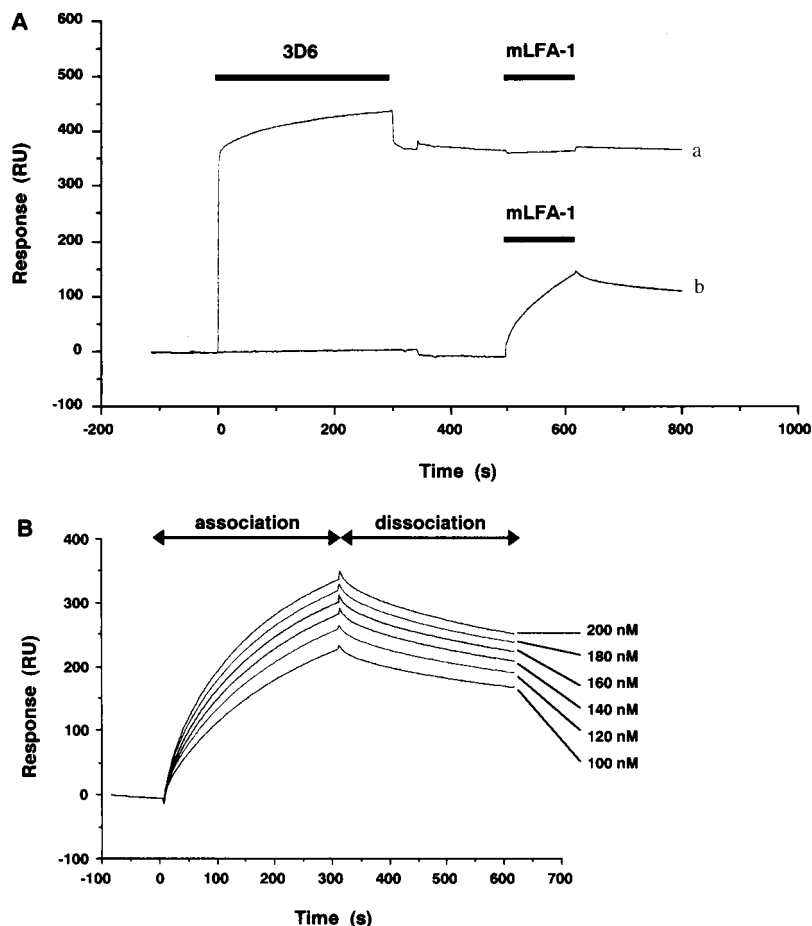 A
600
500
400
300
200
100
0
-100
Response (RU)
3D6
mLFA-1
a
mLFA-1
b
-200
0
200
400
600
800
1000
Time (s)
B
association
dissociation
400
300
200
100
0
-100
Response (RU)
200 nM
180 nM
160 nM
140 nM
120 nM
100 nM
-100
0
100
200
300
400
500
600
700
Time (s)